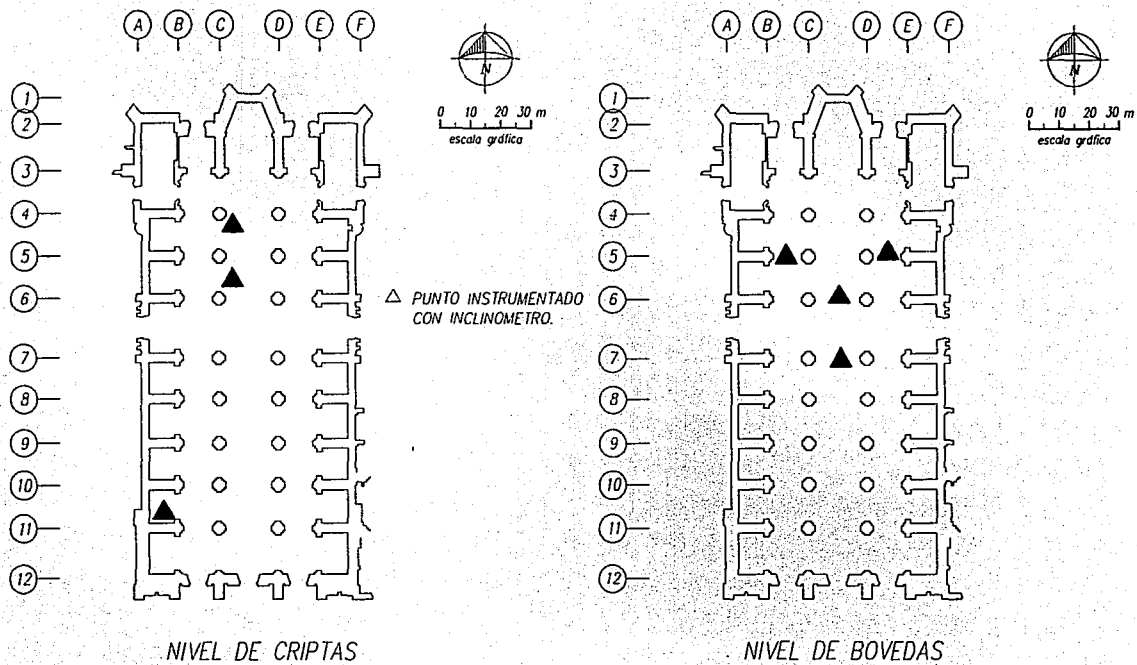 A B C D E F
N
0 10 20 30 m
escala gráfica
1
2
3
4
5
6
7
8
9
10
11
12
△ PUNTO INSTRUMENTADO
CON INCLINOMETRO.
NIVEL DE CRIPTAS
A B C D E F
N
0 10 20 30 m
escala gráfica
1
2
3
4
5
6
7
8
9
10
11
12
NIVEL DE BOVEDAS